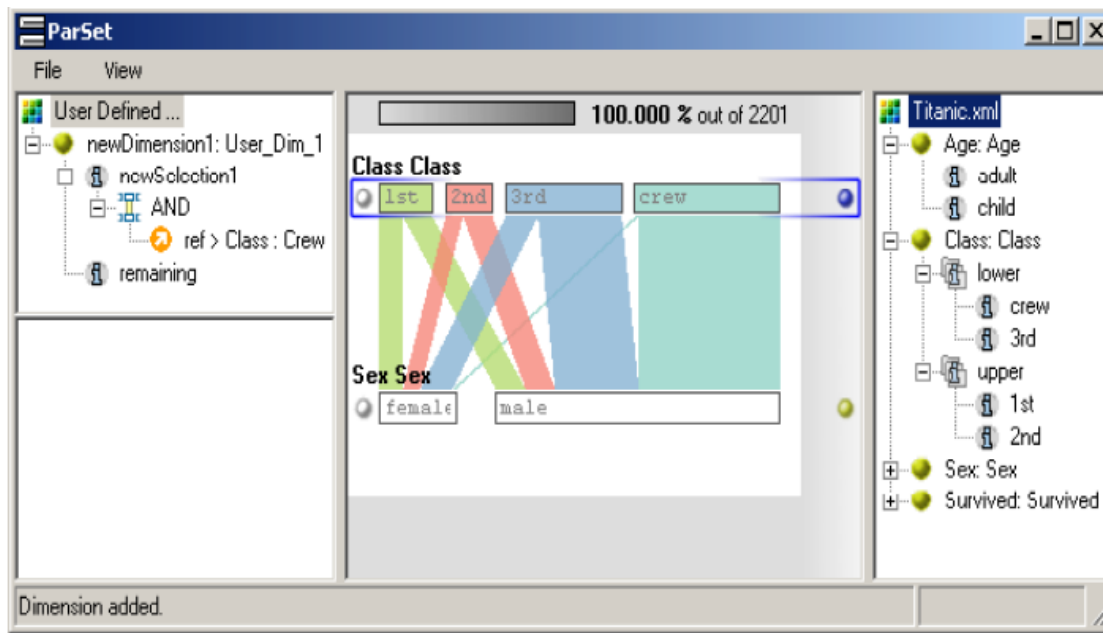 ParSet
File View
User Defined ...
newDimension1: User_Dim_1
newSelection1
AND
ref > Class : Crew
remaining
100.000 % out of 2201
Class Class
1st 2nd 3rd crew
Sex Sex
female male
Titanic.xml
Age: Age
adult
child
Class: Class
lower
crew
3rd
upper
1st
2nd
Sex: Sex
Survived: Survived
Dimension added.